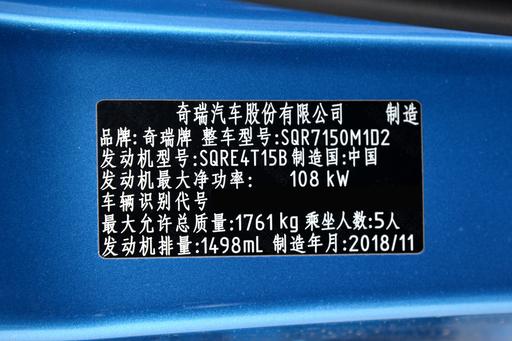 奇瑞汽车股份有限公司 制造
品牌:奇瑞牌 整车型号:SQR7150M1D2
发动机型号:SQRE4T15B 制造国:中国
发动机最大净功率: 108 kW
车辆识别代号
最大允许总质量:1761 kg 乘坐人数:5人
发动机排量:1498mL 制造年月:2018/11